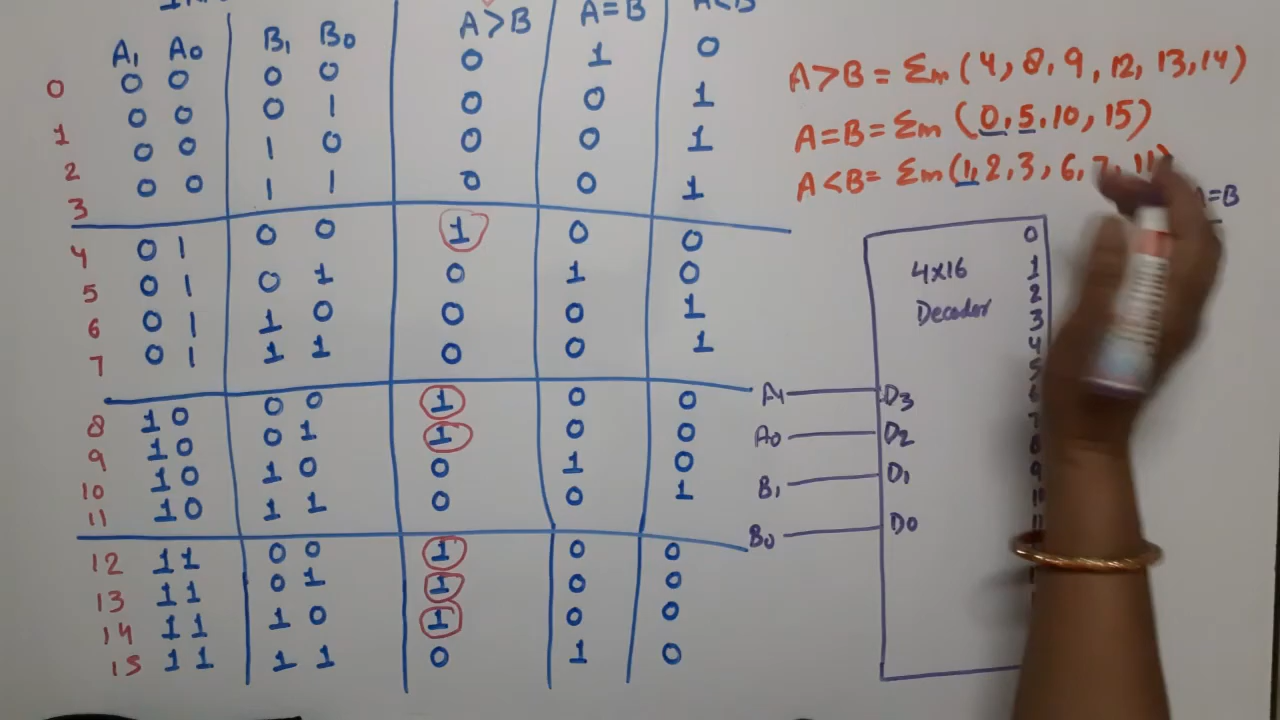 A>B A=B A<B
A₁ A₀ B₁ B₀
0 0 0 0 0 0 1 0
1 0 0 0 1 0 0 1
2 0 0 1 0 0 0 1
3 0 0 1 1 0 0 1
4 0 1 0 0 1 0 0
5 0 1 0 1 0 1 0
6 0 1 1 0 0 0 1
7 0 1 1 1 0 0 1
8 1 0 0 0 1 0 0
9 1 0 0 1 1 0 0
10 1 0 1 0 0 1 0
11 1 0 1 1 0 0 1
12 1 1 0 0 1 0 0
13 1 1 0 1 1 0 0
14 1 1 1 0 1 0 0
15 1 1 1 1 0 1 0
A>B = Σm (4, 8, 9, 12, 13, 14)
A=B = Σm (0, 5, 10, 15)
A<B = Σm (1, 2, 3, 6, 7, 11)
A=B
4x16
Decoder
0
1
2
3
4
5
6
7
8
9
A₁ D₃
A₀ D₂
B₁ D₁
B₀ D0